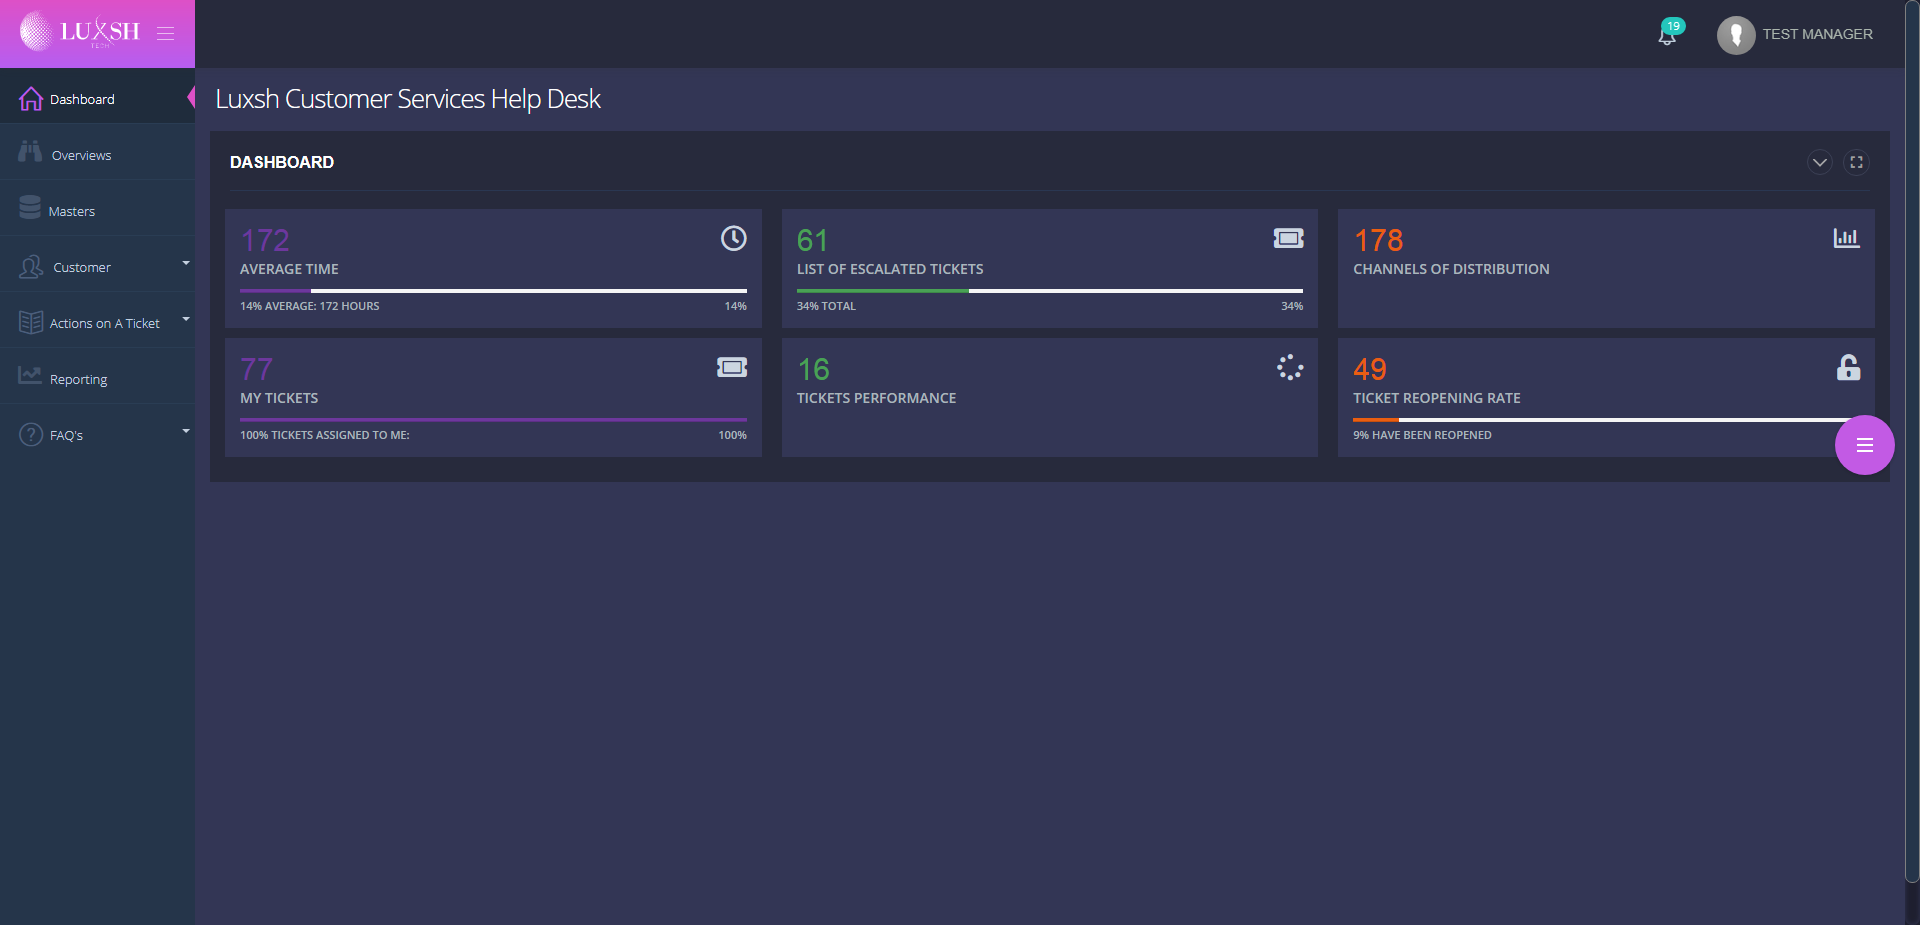 LUXSH
TECH
19
TEST MANAGER
Dashboard
Overviews
Masters
Customer
Actions on A Ticket
Reporting
FAQ's
Luxsh Customer Services Help Desk
DASHBOARD
172
AVERAGE TIME
14% AVERAGE: 172 HOURS 14%
61
LIST OF ESCALATED TICKETS
34% TOTAL 34%
178
CHANNELS OF DISTRIBUTION
77
MY TICKETS
100% TICKETS ASSIGNED TO ME: 100%
16
TICKETS PERFORMANCE
49
TICKET REOPENING RATE
9% HAVE BEEN REOPENED